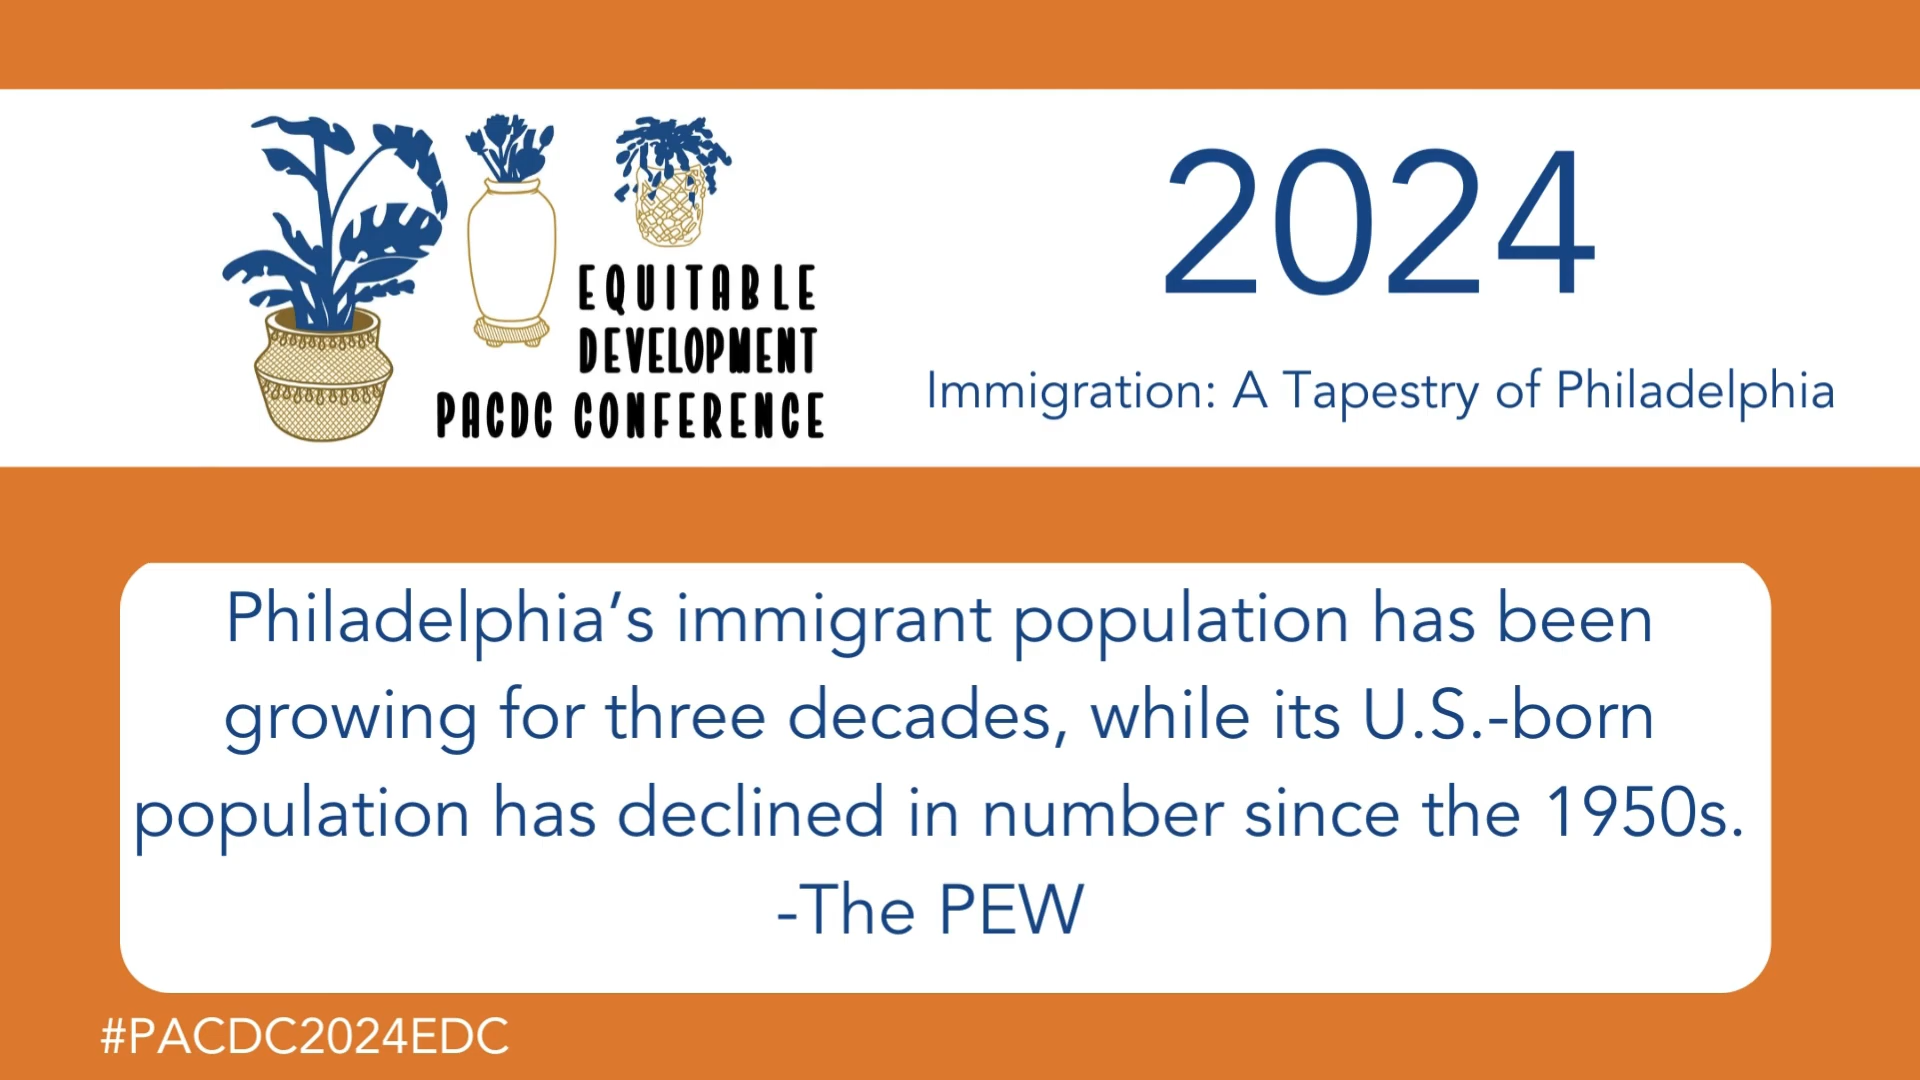 EQUITABLE
DEVELOPMENT
PACDC CONFERENCE
2024
Immigration: A Tapestry of Philadelphia
Philadelphia’s immigrant population has been
growing for three decades, while its U.S.-born
population has declined in number since the 1950s.
-The PEW
#PACDC2024EDC